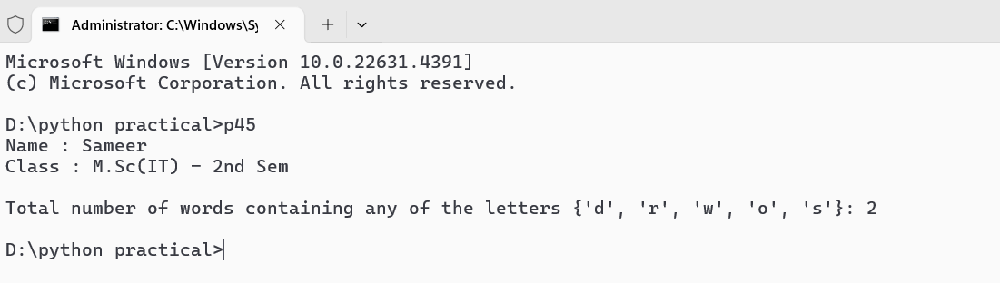 Administrator: C:\Windows\Sy
Microsoft Windows [Version 10.0.22631.4391]
(c) Microsoft Corporation. All rights reserved.
D:\python practical>p45
Name : Sameer
Class : M.Sc(IT) - 2nd Sem
Total number of words containing any of the letters {'d', 'r', 'w', 'o', 's'}: 2
D:\python practical>